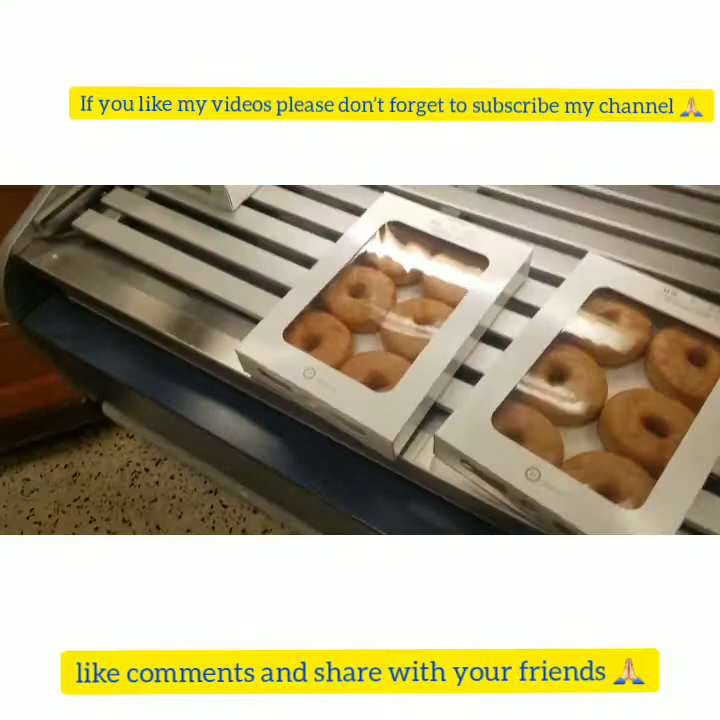 If you like my videos please don't forget to subscribe my channel 🙏🏻
like comments and share with your friends 🙏🏻